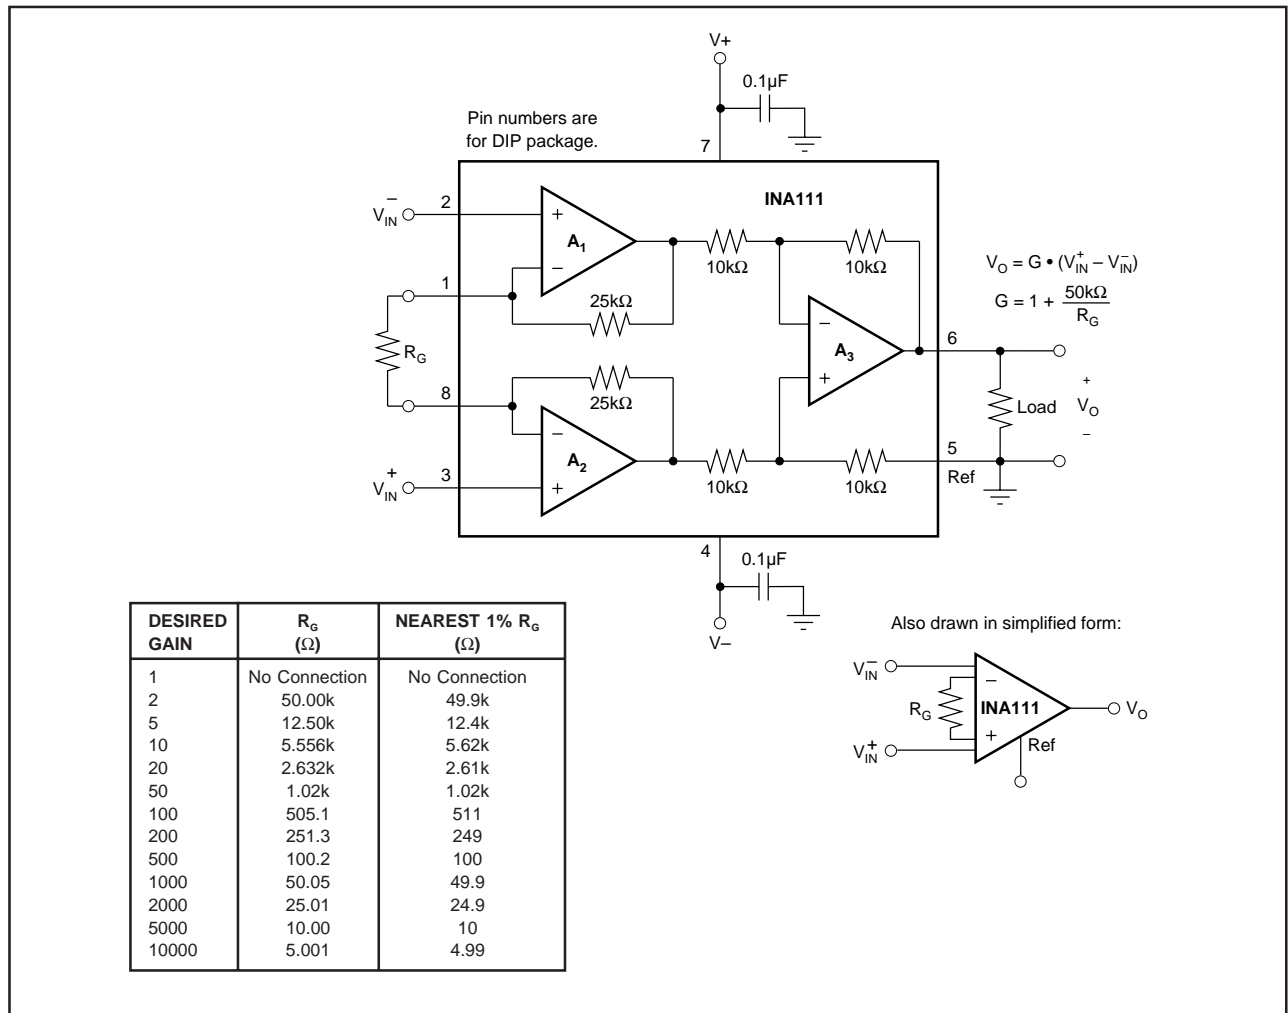 V+
0.1µF
Pin numbers are
for DIP package.
7
INA111
V⁻IN
2
+
A1
−
10kΩ
10kΩ
VO = G • (V⁺IN – V⁻IN)
G = 1 + 50kΩ / RG
1
25kΩ
RG
−
A3
+
6
8
25kΩ
Load
+
VO
−
−
A2
+
V⁺IN
3
10kΩ
10kΩ
5
Ref
4
0.1µF
V–
DESIRED GAIN | RG (Ω) | NEAREST 1% RG (Ω)
1 | No Connection | No Connection
2 | 50.00k | 49.9k
5 | 12.50k | 12.4k
10 | 5.556k | 5.62k
20 | 2.632k | 2.61k
50 | 1.02k | 1.02k
100 | 505.1 | 511
200 | 251.3 | 249
500 | 100.2 | 100
1000 | 50.05 | 49.9
2000 | 25.01 | 24.9
5000 | 10.00 | 10
10000 | 5.001 | 4.99
Also drawn in simplified form:
V⁻IN
−
RG
INA111
VO
+
Ref
V⁺IN